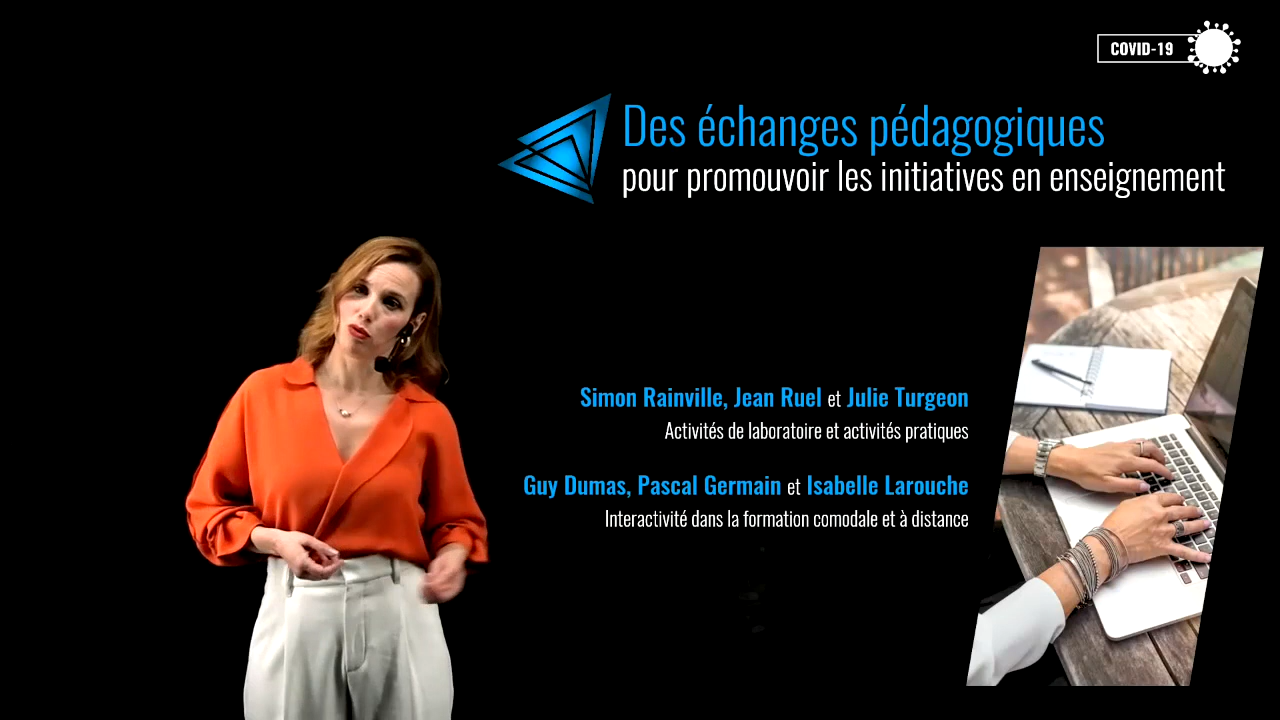 COVID-19
Des échanges pédagogiques
pour promouvoir les initiatives en enseignement
Simon Rainville, Jean Ruel et Julie Turgeon
Activités de laboratoire et activités pratiques
Guy Dumas, Pascal Germain et Isabelle Larouche
Interactivité dans la formation comodale et à distance